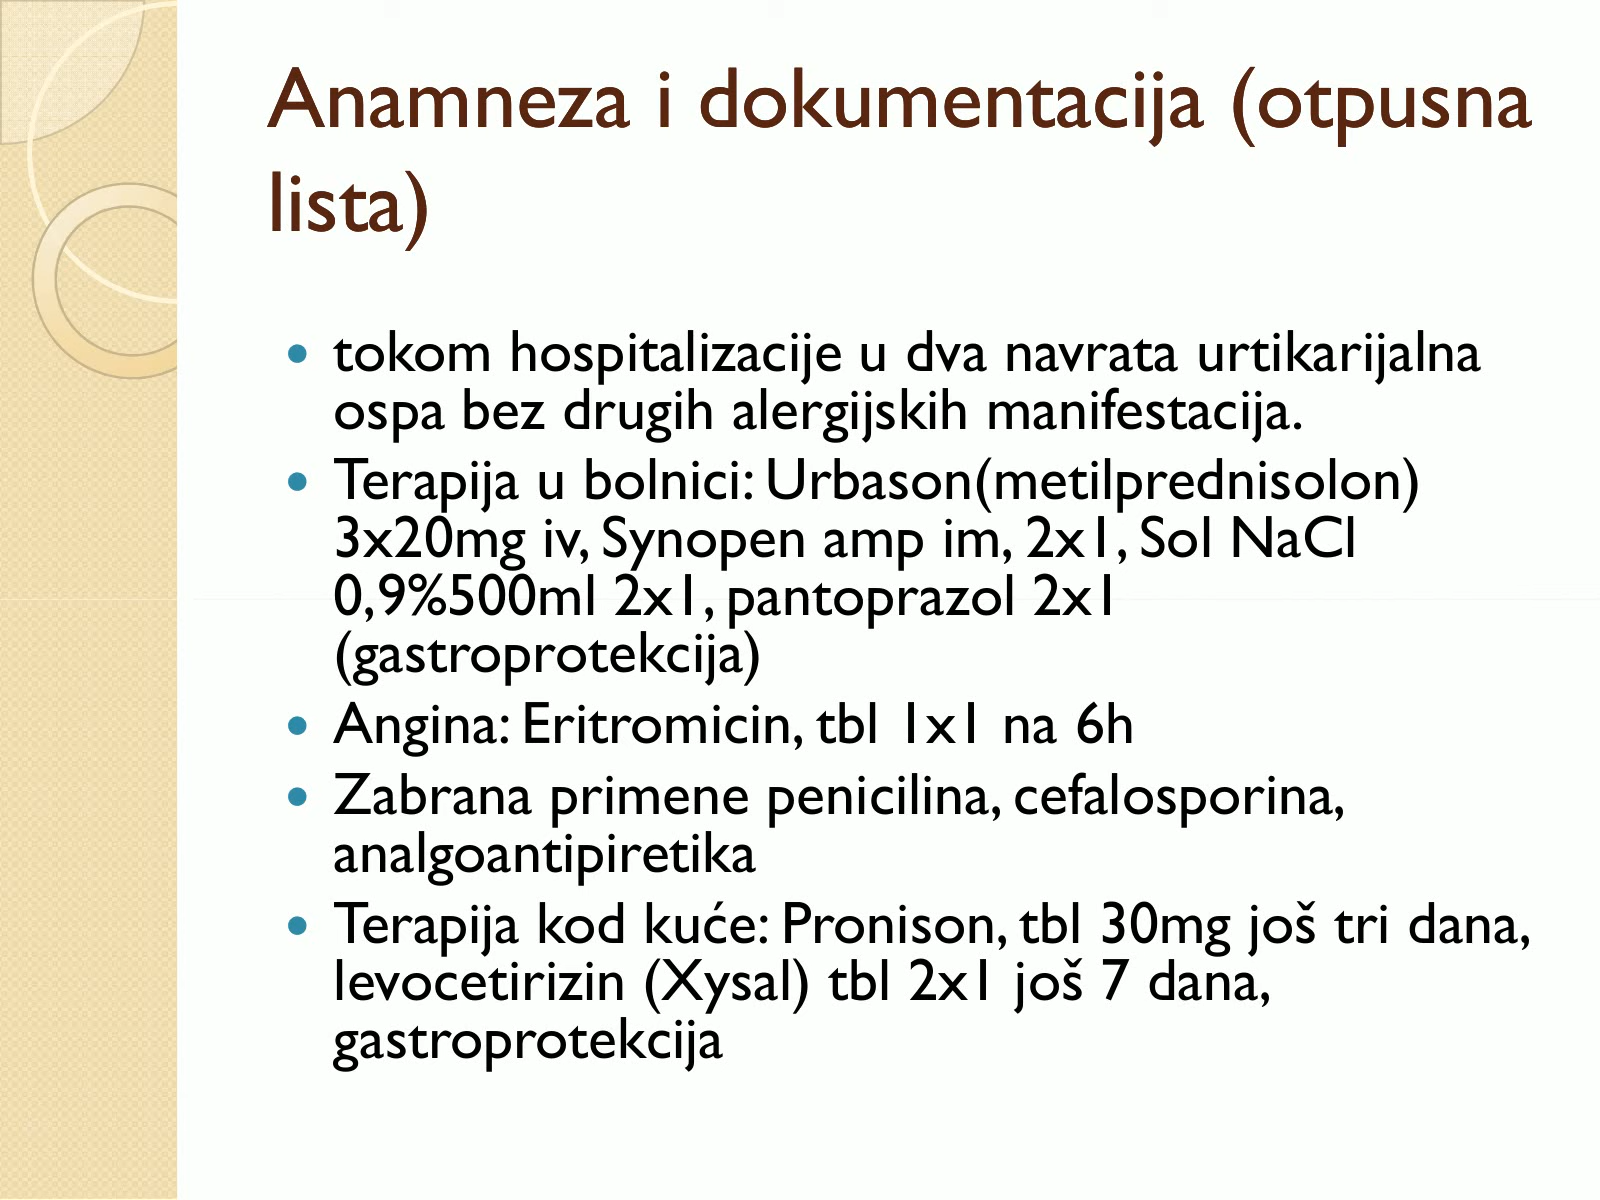 Anamneza i dokumentacija (otpusna
lista)
• tokom hospitalizacije u dva navrata urtikarijalna
ospa bez drugih alergijskih manifestacija.
• Terapija u bolnici: Urbason(metilprednisolon)
3x20mg iv, Synopen amp im, 2x1, Sol NaCl
0,9%500ml 2x1, pantoprazol 2x1
(gastroprotekcija)
• Angina: Eritromicin, tbl 1x1 na 6h
• Zabrana primene penicilina, cefalosporina,
analgoantipiretika
• Terapija kod kuće: Pronison, tbl 30mg još tri dana,
levocetirizin (Xysal) tbl 2x1 još 7 dana,
gastroprotekcija